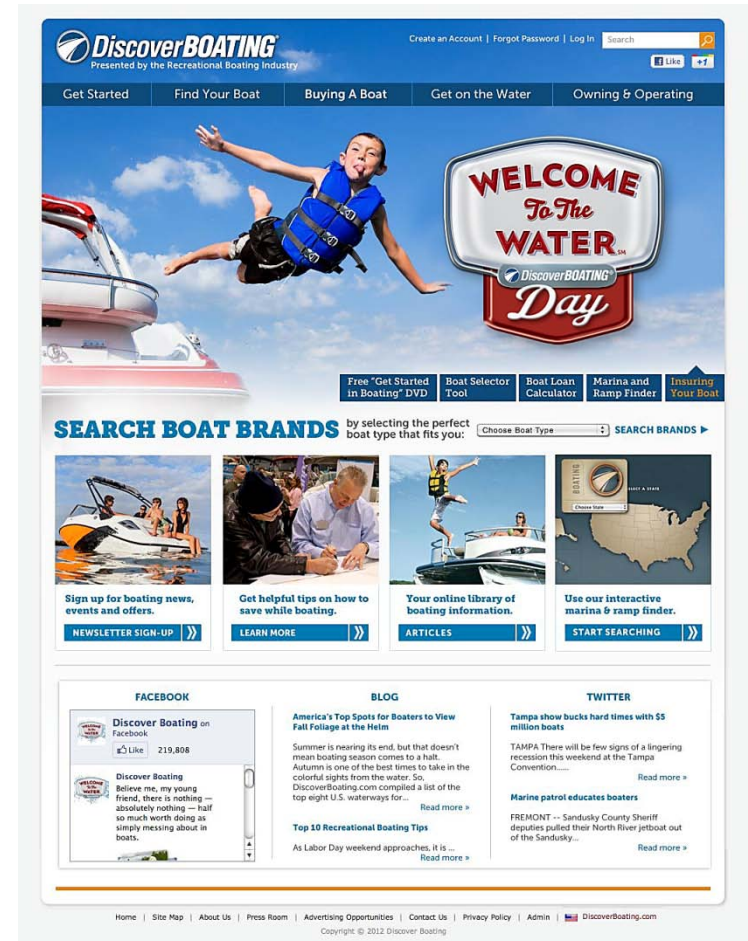 DiscoverBOATING
Presented by the Recreational Boating Industry
Create an Account | Forgot Password | Log In
Search
Like
+1
Get Started
Find Your Boat
Buying A Boat
Get on the Water
Owning & Operating
WELCOME
To The
WATER SM
DiscoverBOATING
Day
Free "Get Started
in Boating" DVD
Boat Selector
Tool
Boat Loan
Calculator
Marina and
Ramp Finder
Insuring
Your Boat
SEARCH BOAT BRANDS
by selecting the perfect
boat type that fits you:
Choose Boat Type
SEARCH BRANDS
BOATING
SELECT A STATE
Choose State
Sign up for boating news,
events and offers.
NEWSLETTER SIGN-UP
Get helpful tips on how to
save while boating.
LEARN MORE
Your online library of
boating information.
ARTICLES
Use our interactive
marina & ramp finder.
START SEARCHING
FACEBOOK
Discover Boating on
Facebook
Like 219,808
WELCOME
To The
WATER
Discover Boating
Believe me, my young
friend, there is nothing —
absolutely nothing — half
so much worth doing as
simply messing about in
boats.
BLOG
America's Top Spots for Boaters to View
Fall Foliage at the Helm
Summer is nearing its end, but that doesn't
mean boating season comes to a halt.
Autumn is one of the best times to take in the
colorful sights from the water. So,
DiscoverBoating.com compiled a list of the
top eight U.S. waterways for...
Read more »
Top 10 Recreational Boating Tips
As Labor Day weekend approaches, it is ...
Read more »
TWITTER
Tampa show bucks hard times with $5
million boats
TAMPA There will be few signs of a lingering
recession this weekend at the Tampa
Convention......
Read more »
Marine patrol educates boaters
FREMONT -- Sandusky County Sheriff
deputies pulled their North River jetboat out
of the Sandusky...
Read more »
Home | Site Map | About Us | Press Room | Advertising Opportunities | Contact Us | Privacy Policy | Admin | DiscoverBoating.com
Copyright © 2012 Discover Boating